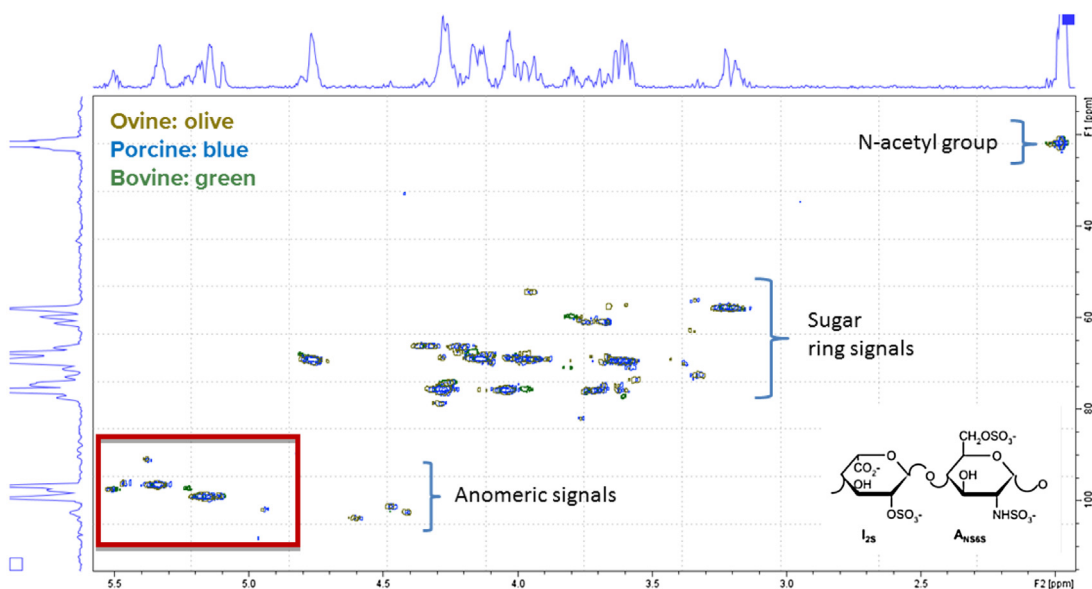 Ovine: olive
Porcine: blue
Bovine: green
N-acetyl group
F1 [ppm]
40
60
80
100
Sugar
ring signals
Anomeric signals
CH₂OSO₃⁻
CO₂⁻
O
O
OH
O
OH
O
OSO₃⁻
NHSO₃⁻
I₂S
A_NS6S
5.5
5.0
4.5
4.0
3.5
3.0
2.5
F2 [ppm]